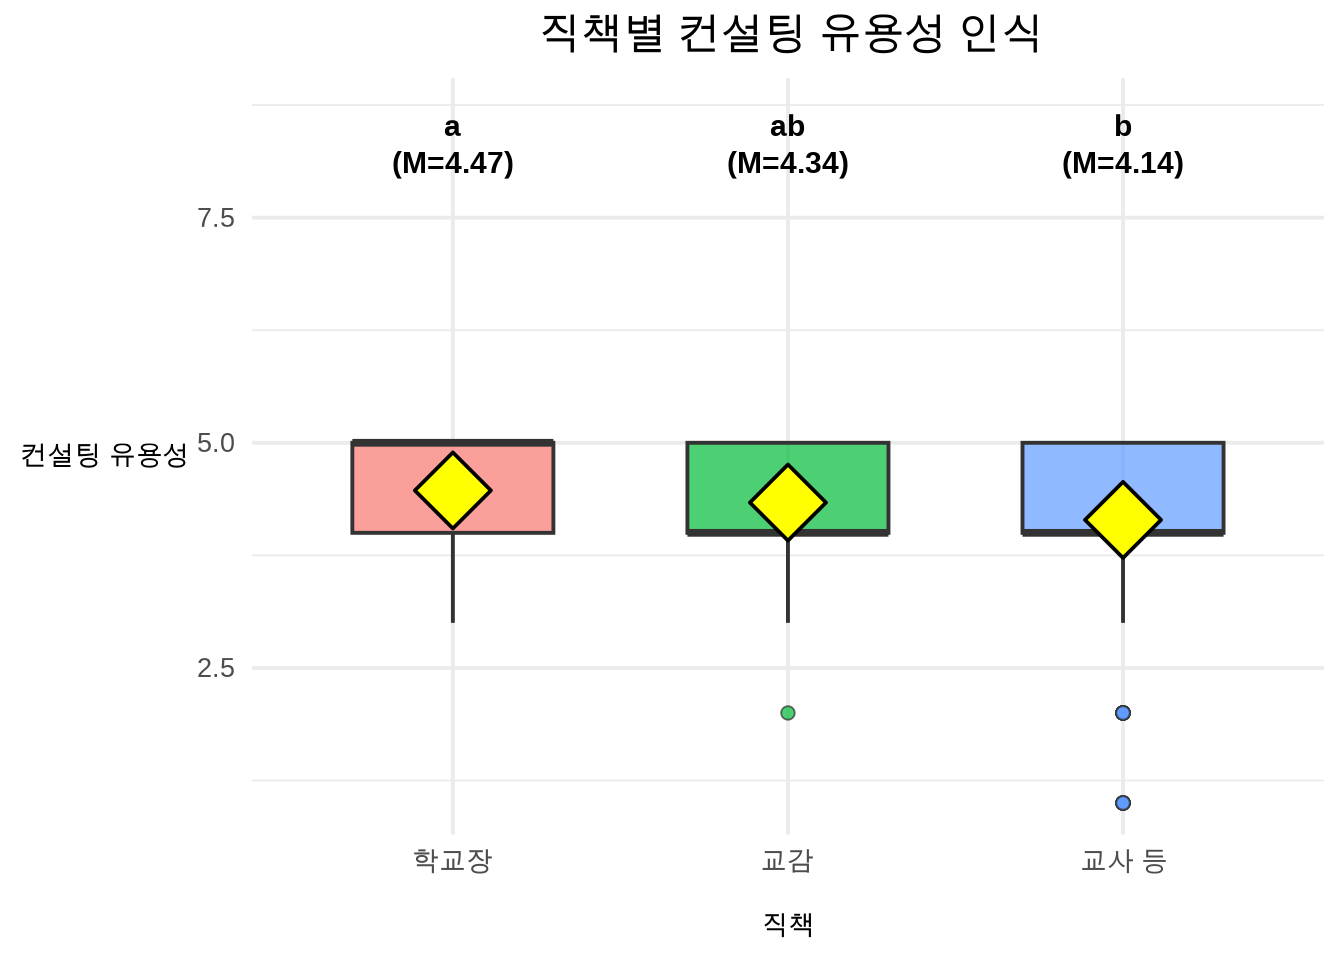 직책별 컨설팅 유용성 인식
a
(M=4.47)
ab
(M=4.34)
b
(M=4.14)
7.5
5.0
2.5
컨설팅 유용성
학교장
교감
교사 등
직책